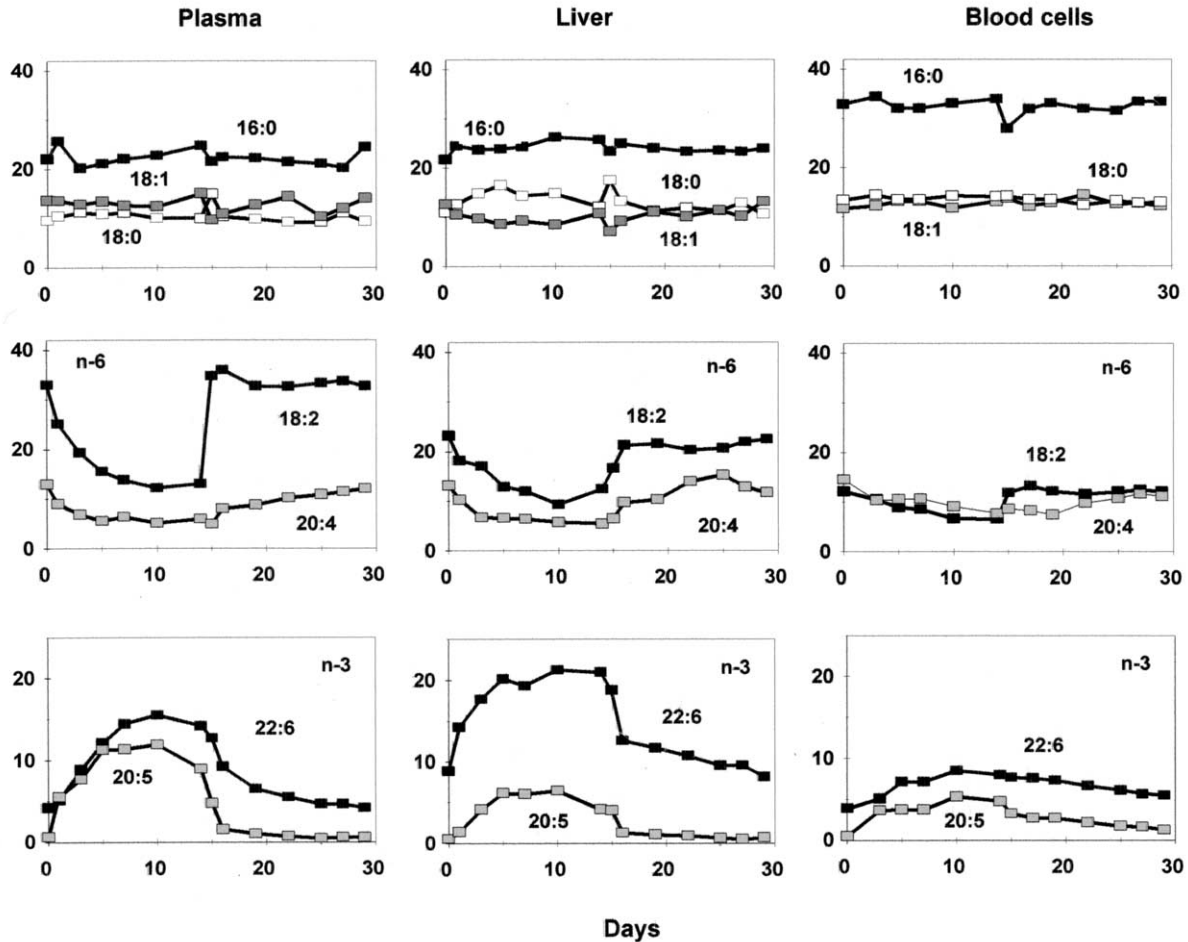 Plasma Liver Blood cells
40 40 40
16:0 16:0 16:0
20 18:1 20 18:0 20 18:0
18:0 18:1 18:1
0 0 0
0 10 20 30 0 10 20 30 0 10 20 30
40 n-6 40 n-6 40 n-6
20 18:2 20 18:2 20 18:2
20:4 20:4 20:4
0 0 0
0 10 20 30 0 10 20 30 0 10 20 30
n-3 n-3 n-3
20 20 20
22:6 22:6 22:6
10 20:5 10 20:5 10 20:5
0 0 0
0 10 20 30 0 10 20 30 0 10 20 30
Days